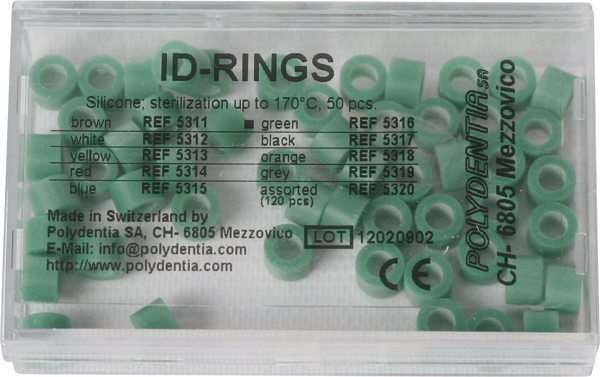 ID-RINGS
Silicone; sterilization up to 170°C, 50 pcs.
brown REF 5311 ■ green REF 5316
white REF 5312 black REF 5317
yellow REF 5313 orange REF 5318
red REF 5314 grey REF 5319
blue REF 5315 assorted REF 5320
(120 pcs)
Made in Switzerland by
Polydentia SA, CH- 6805 Mezzovico
E-Mail: info@polydentia.com
http://www.polydentia.com
LOT 12020902
CE
POLYDENTIA SA
CH- 6805 Mezzovico